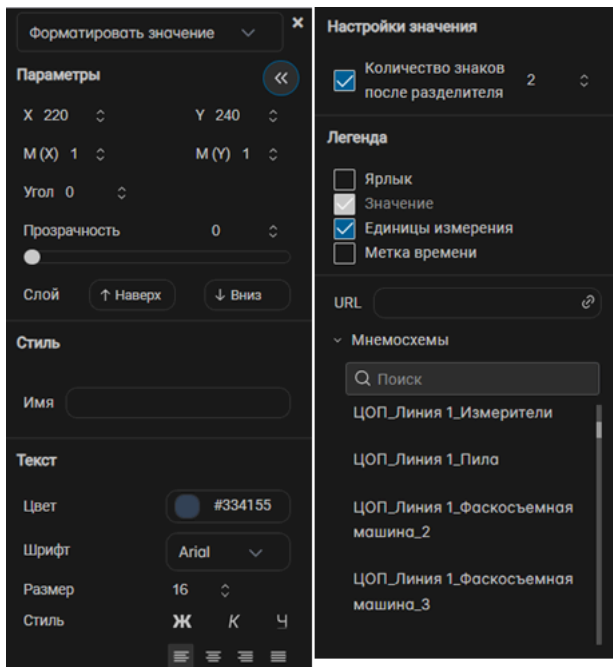 Форматировать значение
Параметры
X 220 Y 240
M (X) 1 M (Y) 1
Угол 0
Прозрачность 0
Слой ↑ Наверх ↓ Вниз
Стиль
Имя
Текст
Цвет #334155
Шрифт Arial
Размер 16
Стиль Ж К Ч
Настройки значения
Количество знаков
после разделителя 2
Легенда
Ярлык
Значение
Единицы измерения
Метка времени
URL
Мнемосхемы
Поиск
ЦОП_Линия 1_Измерители
ЦОП_Линия 1_Пила
ЦОП_Линия 1_Фаскосъемная
машина_2
ЦОП_Линия 1_Фаскосъемная
машина_3